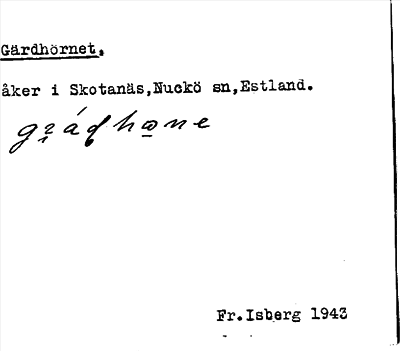 Gärdhörnet.
åker i Skotanäs,Nuckö sn,Estland.
Fr.Isberg 1943